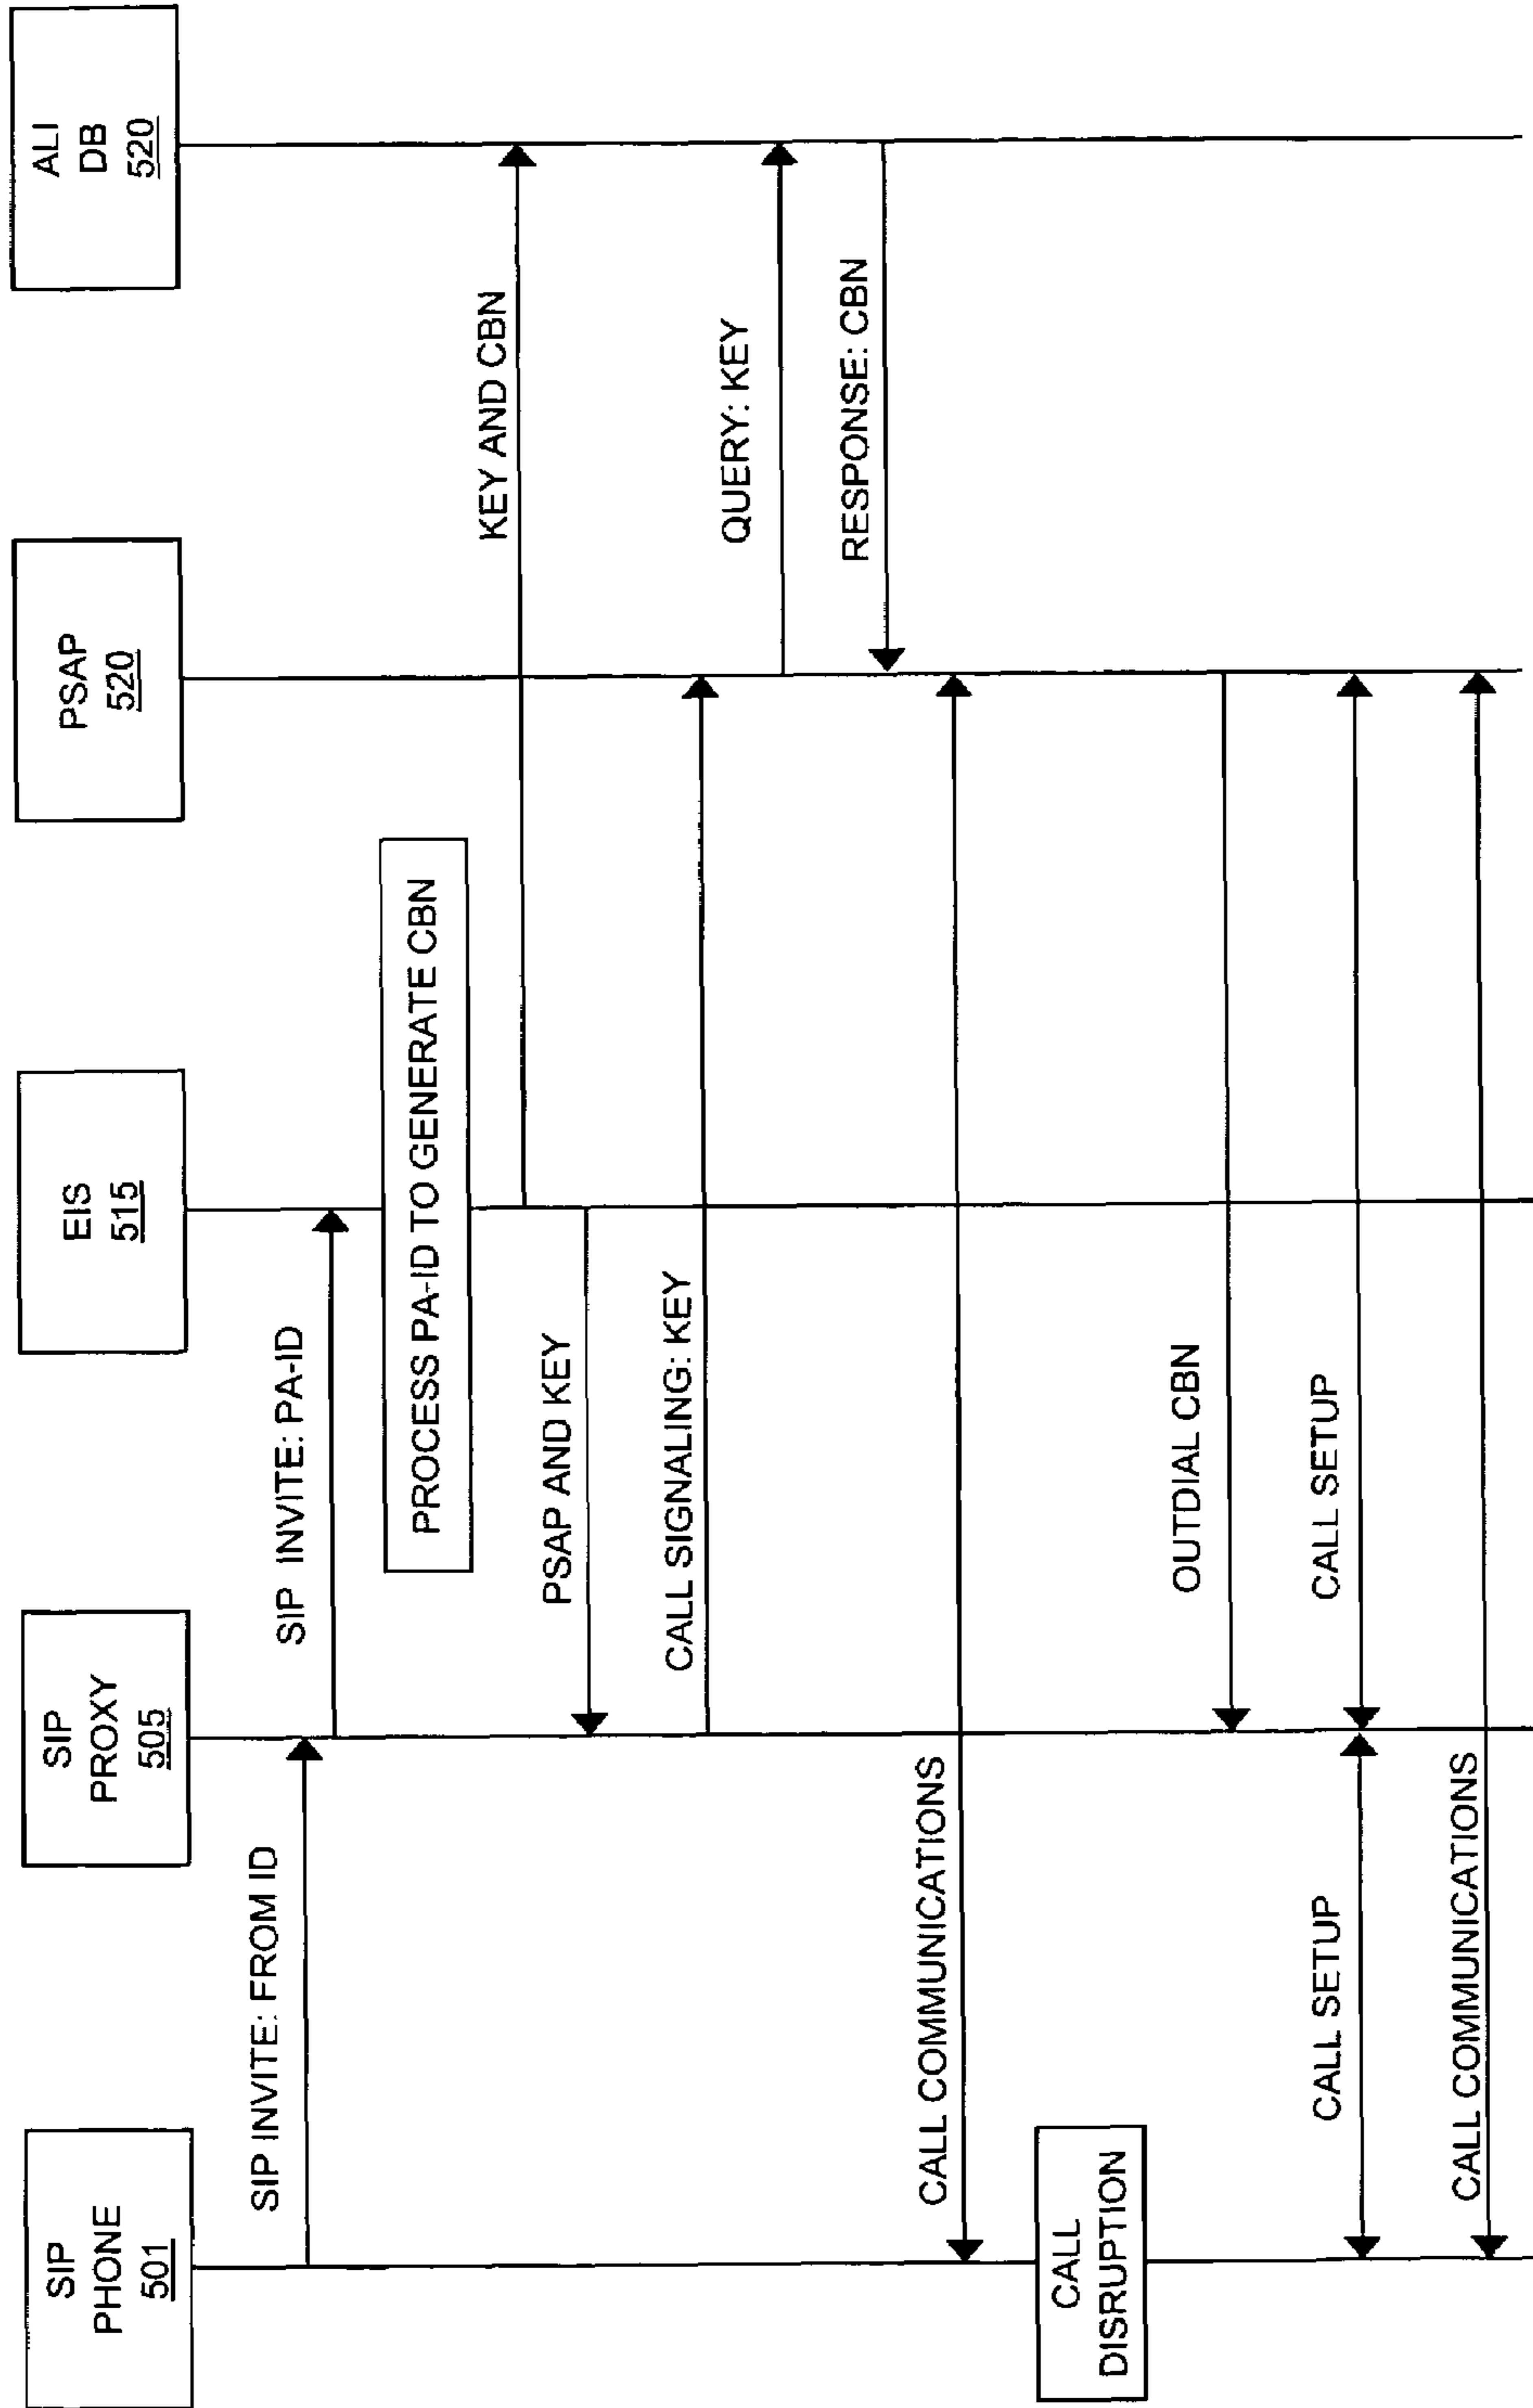 SIP
PHONE
501
SIP
PROXY
505
EIS
515
PSAP
520
ALI
DB
520
SIP INVITE: FROM ID
SIP INVITE: PA-ID
PROCESS PA-ID TO GENERATE CBN
KEY AND CBN
PSAP AND KEY
CALL SIGNALING: KEY
QUERY: KEY
RESPONSE: CBN
CALL COMMUNICATIONS
CALL
DISRUPTION
OUTDIAL CBN
CALL SETUP
CALL SETUP
CALL COMMUNICATIONS